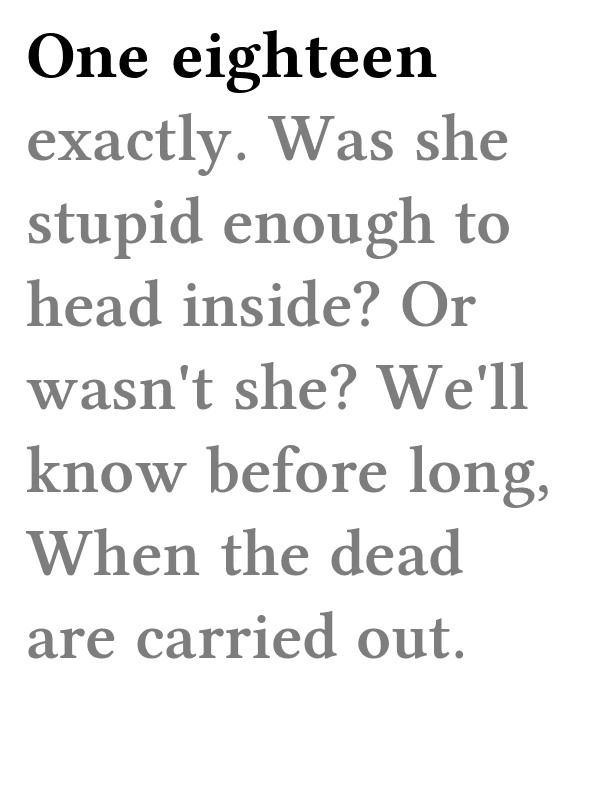 One eighteen
exactly. Was she
stupid enough to
head inside? Or
wasn't she? We'll
know before long,
When the dead
are carried out.